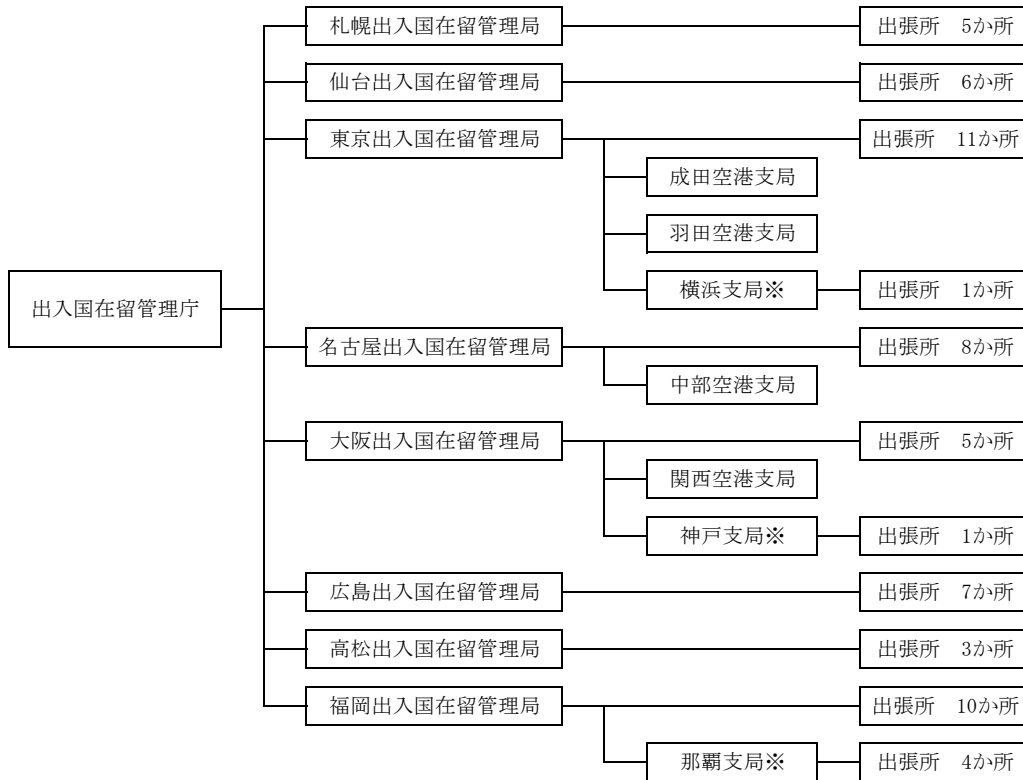 札幌出入国在留管理局 出張所 5か所
仙台出入国在留管理局 出張所 6か所
東京出入国在留管理局 出張所 11か所
成田空港支局
羽田空港支局
横浜支局※ 出張所 1か所
出入国在留管理庁
名古屋出入国在留管理局 出張所 8か所
中部空港支局
大阪出入国在留管理局 出張所 5か所
関西空港支局
神戸支局※ 出張所 1か所
広島出入国在留管理局 出張所 7か所
高松出入国在留管理局 出張所 3か所
福岡出入国在留管理局 出張所 10か所
那覇支局※ 出張所 4か所